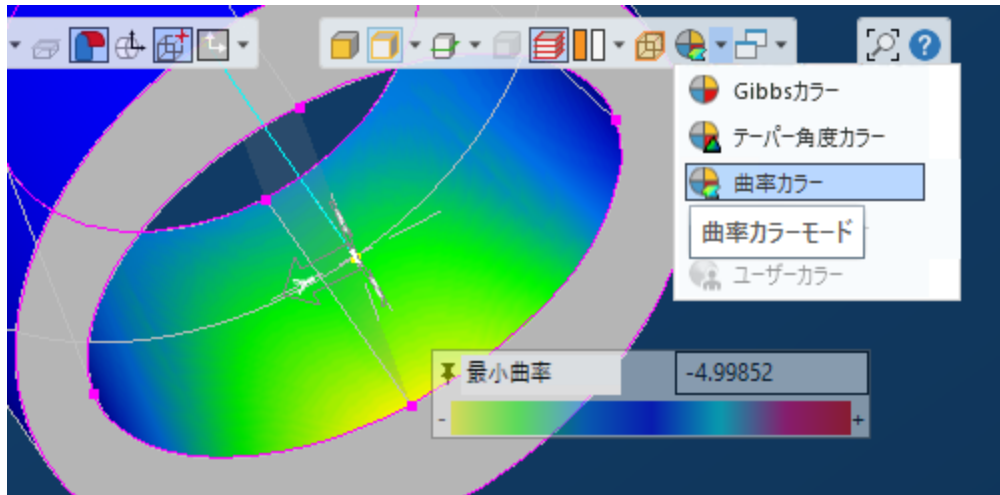 ?
Gibbsカラー
テーパー角度カラー
曲率カラー
曲率カラーモード
ユーザーカラー
最小曲率
-4.99852
- +